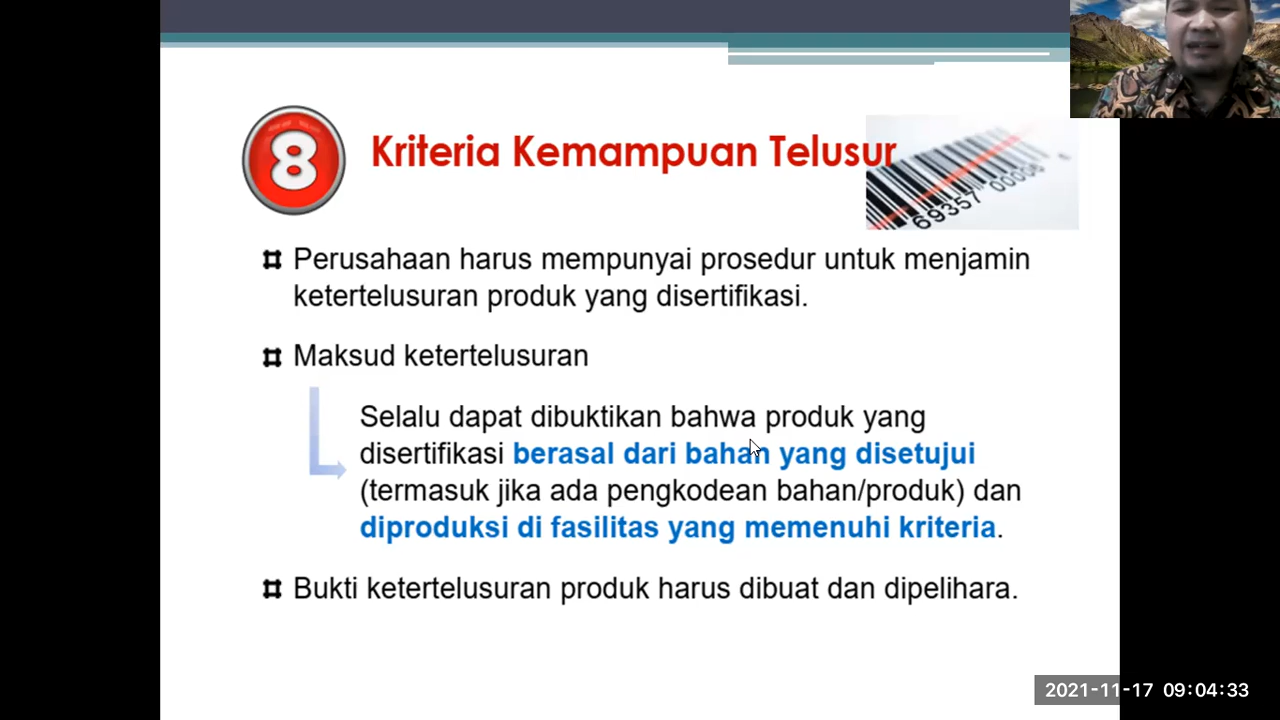 8
Kriteria Kemampuan Telusur
69357 00006
Perusahaan harus mempunyai prosedur untuk menjamin
ketertelusuran produk yang disertifikasi.
Maksud ketertelusuran
Selalu dapat dibuktikan bahwa produk yang
disertifikasi berasal dari bahan yang disetujui
(termasuk jika ada pengkodean bahan/produk) dan
diproduksi di fasilitas yang memenuhi kriteria.
Bukti ketertelusuran produk harus dibuat dan dipelihara.
2021-11-17 09:04:33